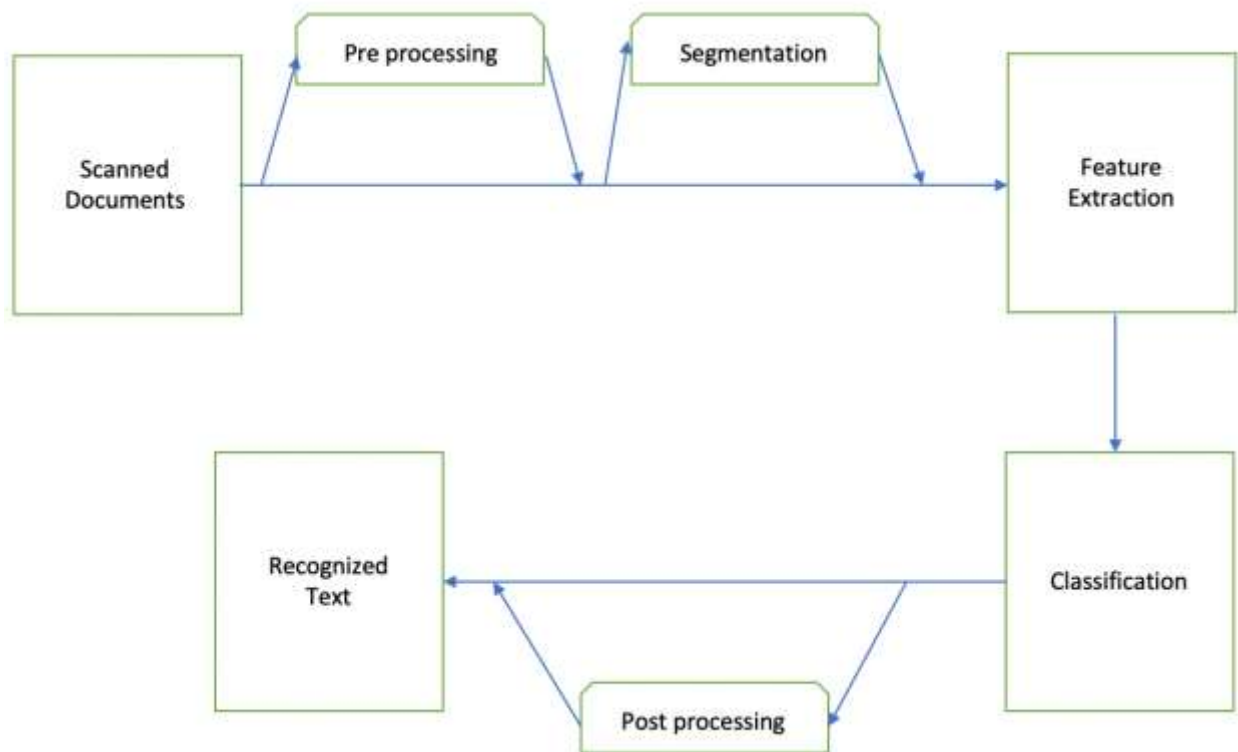 Pre processing
Segmentation
Scanned
Documents
Feature
Extraction
Recognized
Text
Classification
Post processing